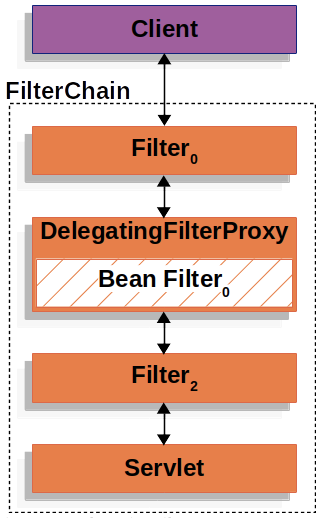 Client
FilterChain
Filter0
DelegatingFilterProxy
Bean Filter0
Filter2
Servlet